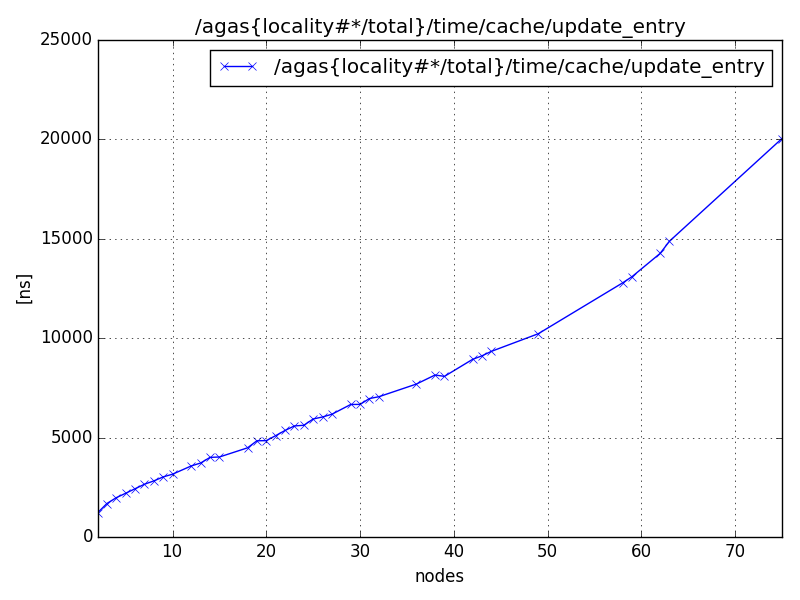 /agas{locality#*/total}/time/cache/update_entry
/agas{locality#*/total}/time/cache/update_entry
25000
20000
15000
10000
5000
0
[ns]
10 20 30 40 50 60 70
nodes